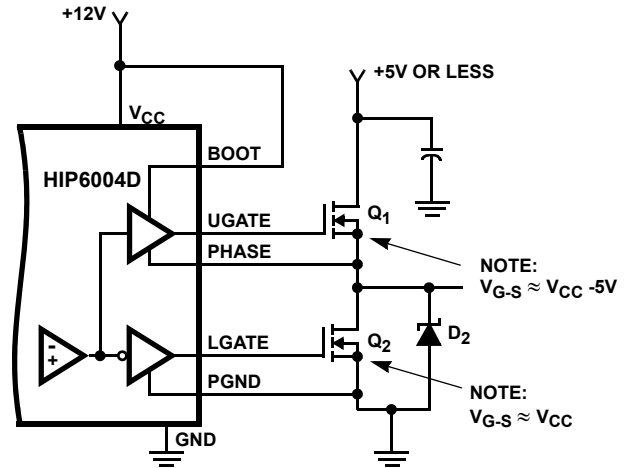 +12V
+5V OR LESS
VCC
BOOT
HIP6004D
UGATE
Q1
PHASE
NOTE:
VG-S ≈ VCC -5V
- +
LGATE
Q2
D2
PGND
NOTE:
VG-S ≈ VCC
GND